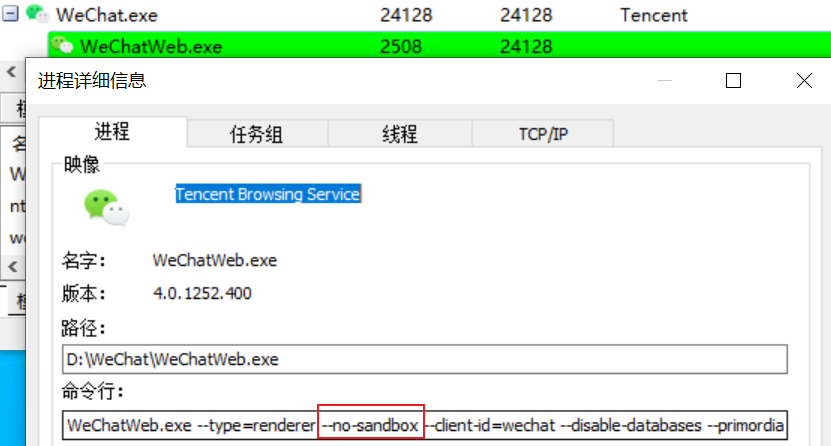 WeChat.exe 24128 24128 Tencent
WeChatWeb.exe 2508 24128
进程详细信息
进程 任务组 线程 TCP/IP
映像
Tencent Browsing Service
名字: WeChatWeb.exe
版本: 4.0.1252.400
路径:
D:\WeChat\WeChatWeb.exe
命令行:
WeChatWeb.exe --type=renderer --no-sandbox --client-id=wechat --disable-databases --primordia